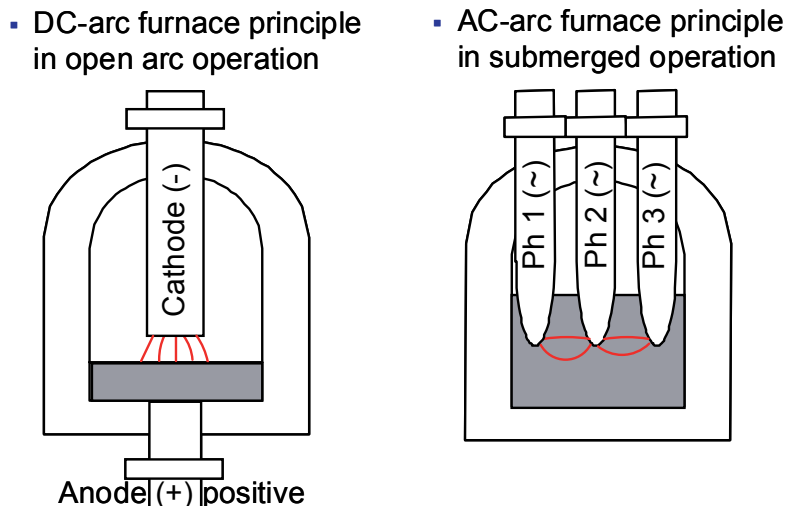 DC-arc furnace principle
in open arc operation
AC-arc furnace principle
in submerged operation
Cathode (-)
Anode (+) positive
Ph 1 (~)
Ph 2 (~)
Ph 3 (~)